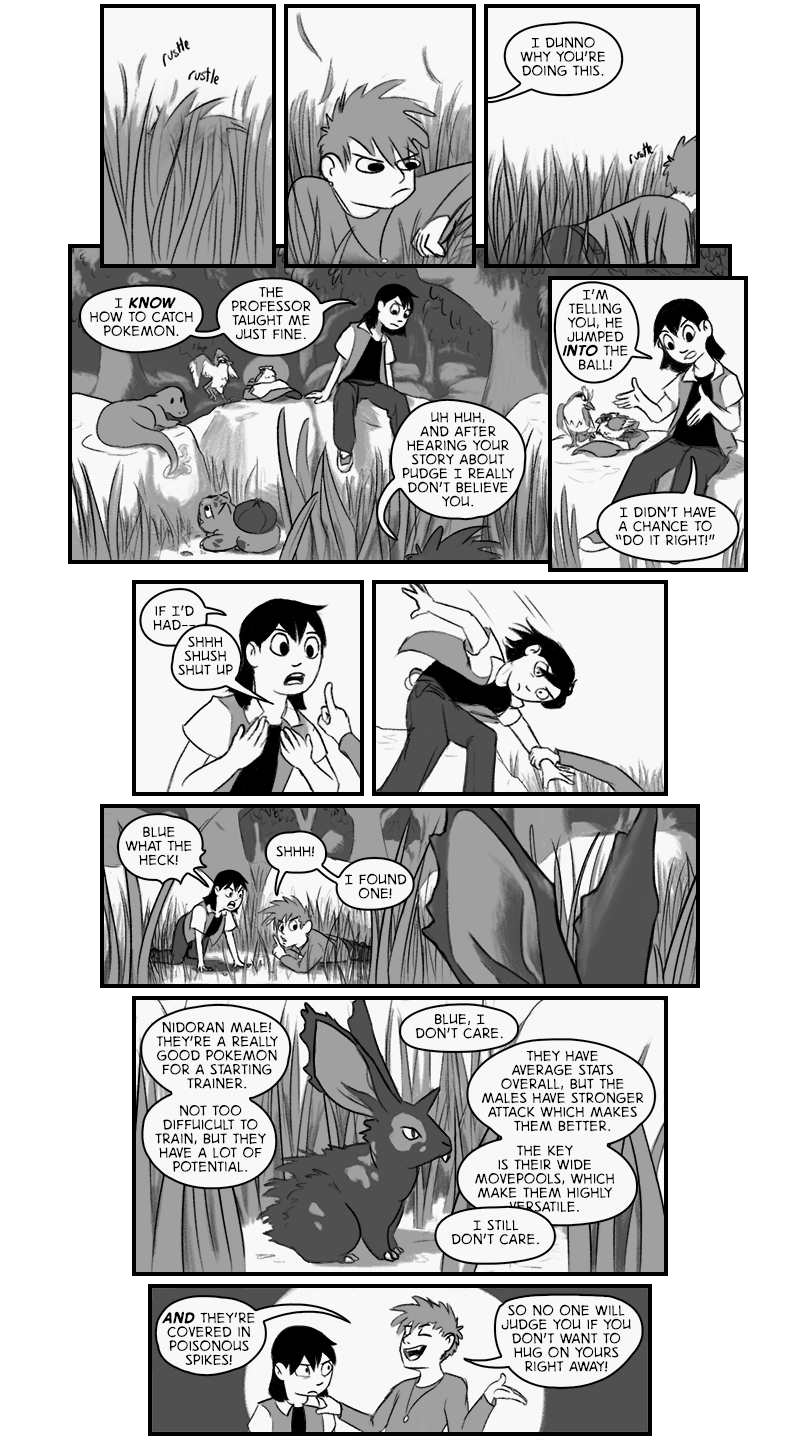 rustle
rustle
I DUNNO
WHY YOU'RE
DOING THIS.
rustle
I KNOW
HOW TO CATCH
POKEMON.
THE
PROFESSOR
TAUGHT ME
JUST FINE.
UH HUH,
AND AFTER
HEARING YOUR
STORY ABOUT
PUDGE I REALLY
DON'T BELIEVE
YOU.
I'M
TELLING
YOU, HE
JUMPED
INTO THE
BALL!
I DIDN'T HAVE
A CHANCE TO
"DO IT RIGHT!"
IF I'D
HAD--
SHHH
SHUSH
SHUT UP
BLUE
WHAT THE
HECK!
SHHH!
I FOUND
ONE!
NIDORAN MALE!
THEY'RE A REALLY
GOOD POKEMON
FOR A STARTING
TRAINER.
NOT TOO
DIFFUICULT TO
TRAIN, BUT THEY
HAVE A LOT OF
POTENTIAL.
BLUE, I
DON'T CARE.
THEY HAVE
AVERAGE STATS
OVERALL, BUT THE
MALES HAVE STRONGER
ATTACK WHICH MAKES
THEM BETTER.
THE KEY
IS THEIR WIDE
MOVEPOOLS, WHICH
MAKE THEM HIGHLY
VERSATILE.
I STILL
DON'T CARE.
AND THEY'RE
COVERED IN
POISONOUS
SPIKES!
SO NO ONE WILL
JUDGE YOU IF YOU
DON'T WANT TO
HUG ON YOURS
RIGHT AWAY!